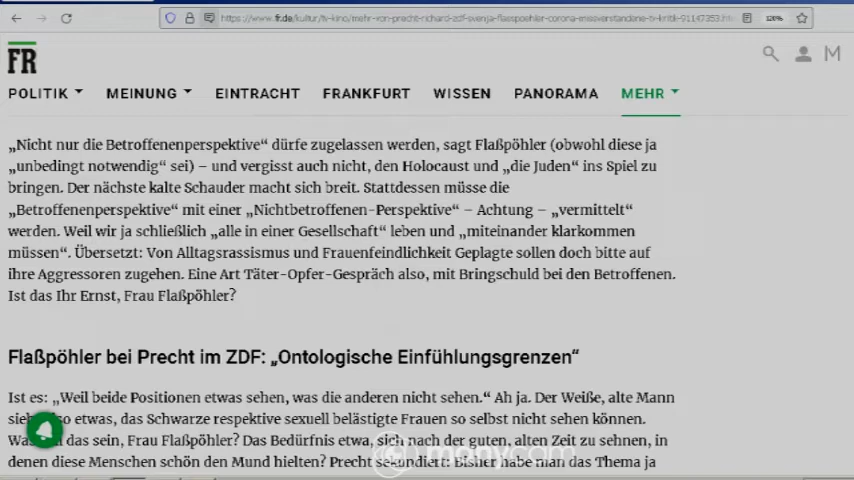 https://www.fr.de/kultur/tv-kino/mehr-von-precht-richard-zdf-svenja-flasspoehler-corona-missverstandene-tv-kritik-91147353.ht
120%
FR
M
POLITIK MEINUNG EINTRACHT FRANKFURT WISSEN PANORAMA MEHR
„Nicht nur die Betroffenenperspektive“ dürfe zugelassen werden, sagt Flaßpöhler (obwohl diese ja
„unbedingt notwendig“ sei) – und vergisst auch nicht, den Holocaust und „die Juden“ ins Spiel zu
bringen. Der nächste kalte Schauder macht sich breit. Stattdessen müsse die
„Betroffenenperspektive“ mit einer „Nichtbetroffenen-Perspektive“ – Achtung – „vermittelt“
werden. Weil wir ja schließlich „alle in einer Gesellschaft“ leben und „miteinander klarkommen
müssen“. Übersetzt: Von Alltagsrassismus und Frauenfeindlichkeit Geplagte sollen doch bitte auf
ihre Aggressoren zugehen. Eine Art Täter-Opfer-Gespräch also, mit Bringschuld bei den Betroffenen.
Ist das Ihr Ernst, Frau Flaßpöhler?
Flaßpöhler bei Precht im ZDF: „Ontologische Einfühlungsgrenzen“
Ist es: „Weil beide Positionen etwas sehen, was die anderen nicht sehen.“ Ah ja. Der Weiße, alte Mann
etwas, das Schwarze respektive sexuell belästigte Frauen so selbst nicht sehen können.
das sein, Frau Flaßpöhler? Das Bedürfnis etwa, sich nach der guten, alten Zeit zu sehnen, in
denen diese Menschen schön den Mund hielten? Precht sekundiert: Bisher habe man das Thema ja
manycam